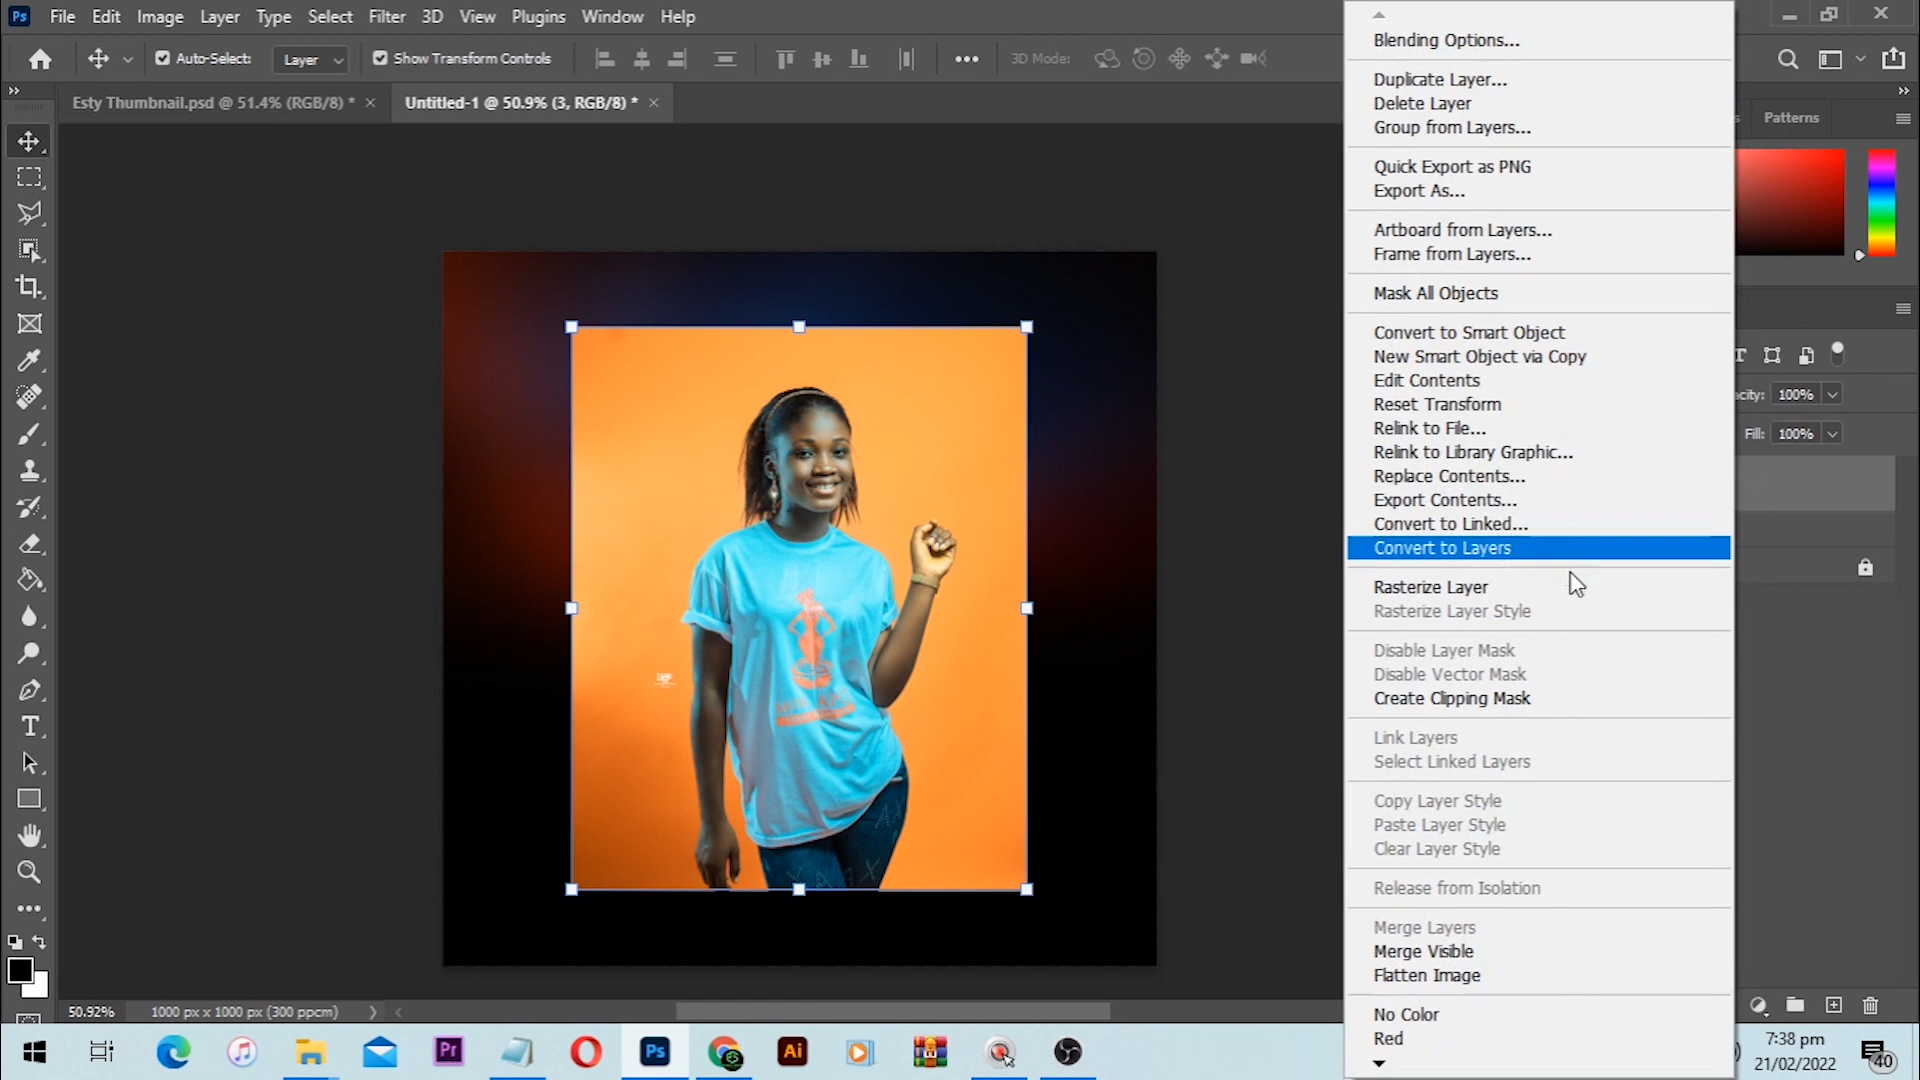 Ps File Edit Image Layer Type Select Filter 3D View Plugins Window Help
Auto-Select: Layer Show Transform Controls 3D Mode:
Esty Thumbnail.psd @ 51.4% (RGB/8) * Untitled-1 @ 50.9% (3, RGB/8) *
Patterns
acity: 100%
Fill: 100%
Blending Options...
Duplicate Layer...
Delete Layer
Group from Layers...
Quick Export as PNG
Export As...
Artboard from Layers...
Frame from Layers...
Mask All Objects
Convert to Smart Object
New Smart Object via Copy
Edit Contents
Reset Transform
Relink to File...
Relink to Library Graphic...
Replace Contents...
Export Contents...
Convert to Linked...
Convert to Layers
Rasterize Layer
Rasterize Layer Style
Disable Layer Mask
Disable Vector Mask
Create Clipping Mask
Link Layers
Select Linked Layers
Copy Layer Style
Paste Layer Style
Clear Layer Style
Release from Isolation
Merge Layers
Merge Visible
Flatten Image
No Color
Red
50.92% 1000 px x 1000 px (300 ppcm)
Pr Ps Ai
7:38 pm
21/02/2022
40